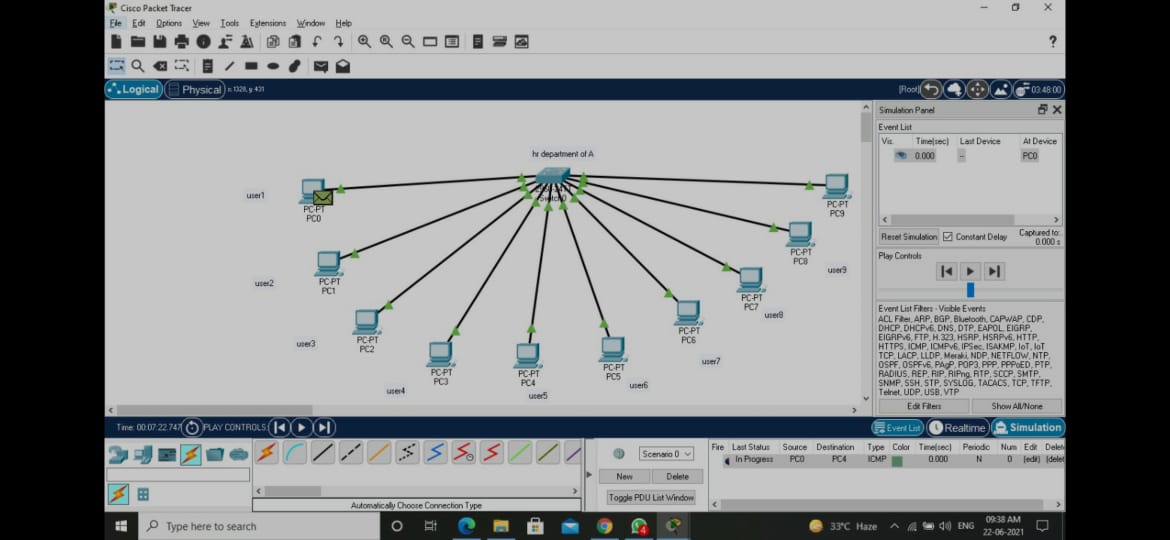 Cisco Packet Tracer
File Edit Options View Tools Extensions Window Help
?
Logical
Physical
x: 1328, y: 431
[Root]
03:48:00
Simulation Panel
Event List
Vis. Time(sec) Last Device At Device
0.000 -- PC0
Reset Simulation
Constant Delay
Captured to:
0.000 s
Play Controls
Event List Filters - Visible Events
ACL Filter, ARP, BGP, Bluetooth, CAPWAP, CDP,
DHCP, DHCPv6, DNS, DTP, EAPOL, EIGRP,
EIGRPv6, FTP, H.323, HSRP, HSRPv6, HTTP,
HTTPS, ICMP, ICMPv6, IPSec, ISAKMP, IoT, IoT
TCP, LACP, LLDP, Meraki, NDP, NETFLOW, NTP,
OSPF, OSPFv6, PAgP, POP3, PPP, PPPoED, PTP,
RADIUS, REP, RIP, RIPng, RTP, SCCP, SMTP,
SNMP, SSH, STP, SYSLOG, TACACS, TCP, TFTP,
Telnet, UDP, USB, VTP
Edit Filters
Show All/None
hr department of A
Switch0
user1
PC-PT
PC0
user2
PC-PT
PC1
user3
PC-PT
PC2
user4
PC-PT
PC3
user5
PC-PT
PC4
user6
PC-PT
PC5
user7
PC-PT
PC6
user8
PC-PT
PC7
user9
PC-PT
PC8
PC-PT
PC9
Time: 00:07:22.747
PLAY CONTROLS:
Event List
Realtime
Simulation
Automatically Choose Connection Type
Scenario 0
New
Delete
Toggle PDU List Window
Fire Last Status Source Destination Type Color Time(sec) Periodic Num Edit Delete
In Progress PC0 PC4 ICMP 0.000 N 0 (edit) (delet
Type here to search
4
33°C Haze
ENG
09:38 AM
22-06-2021